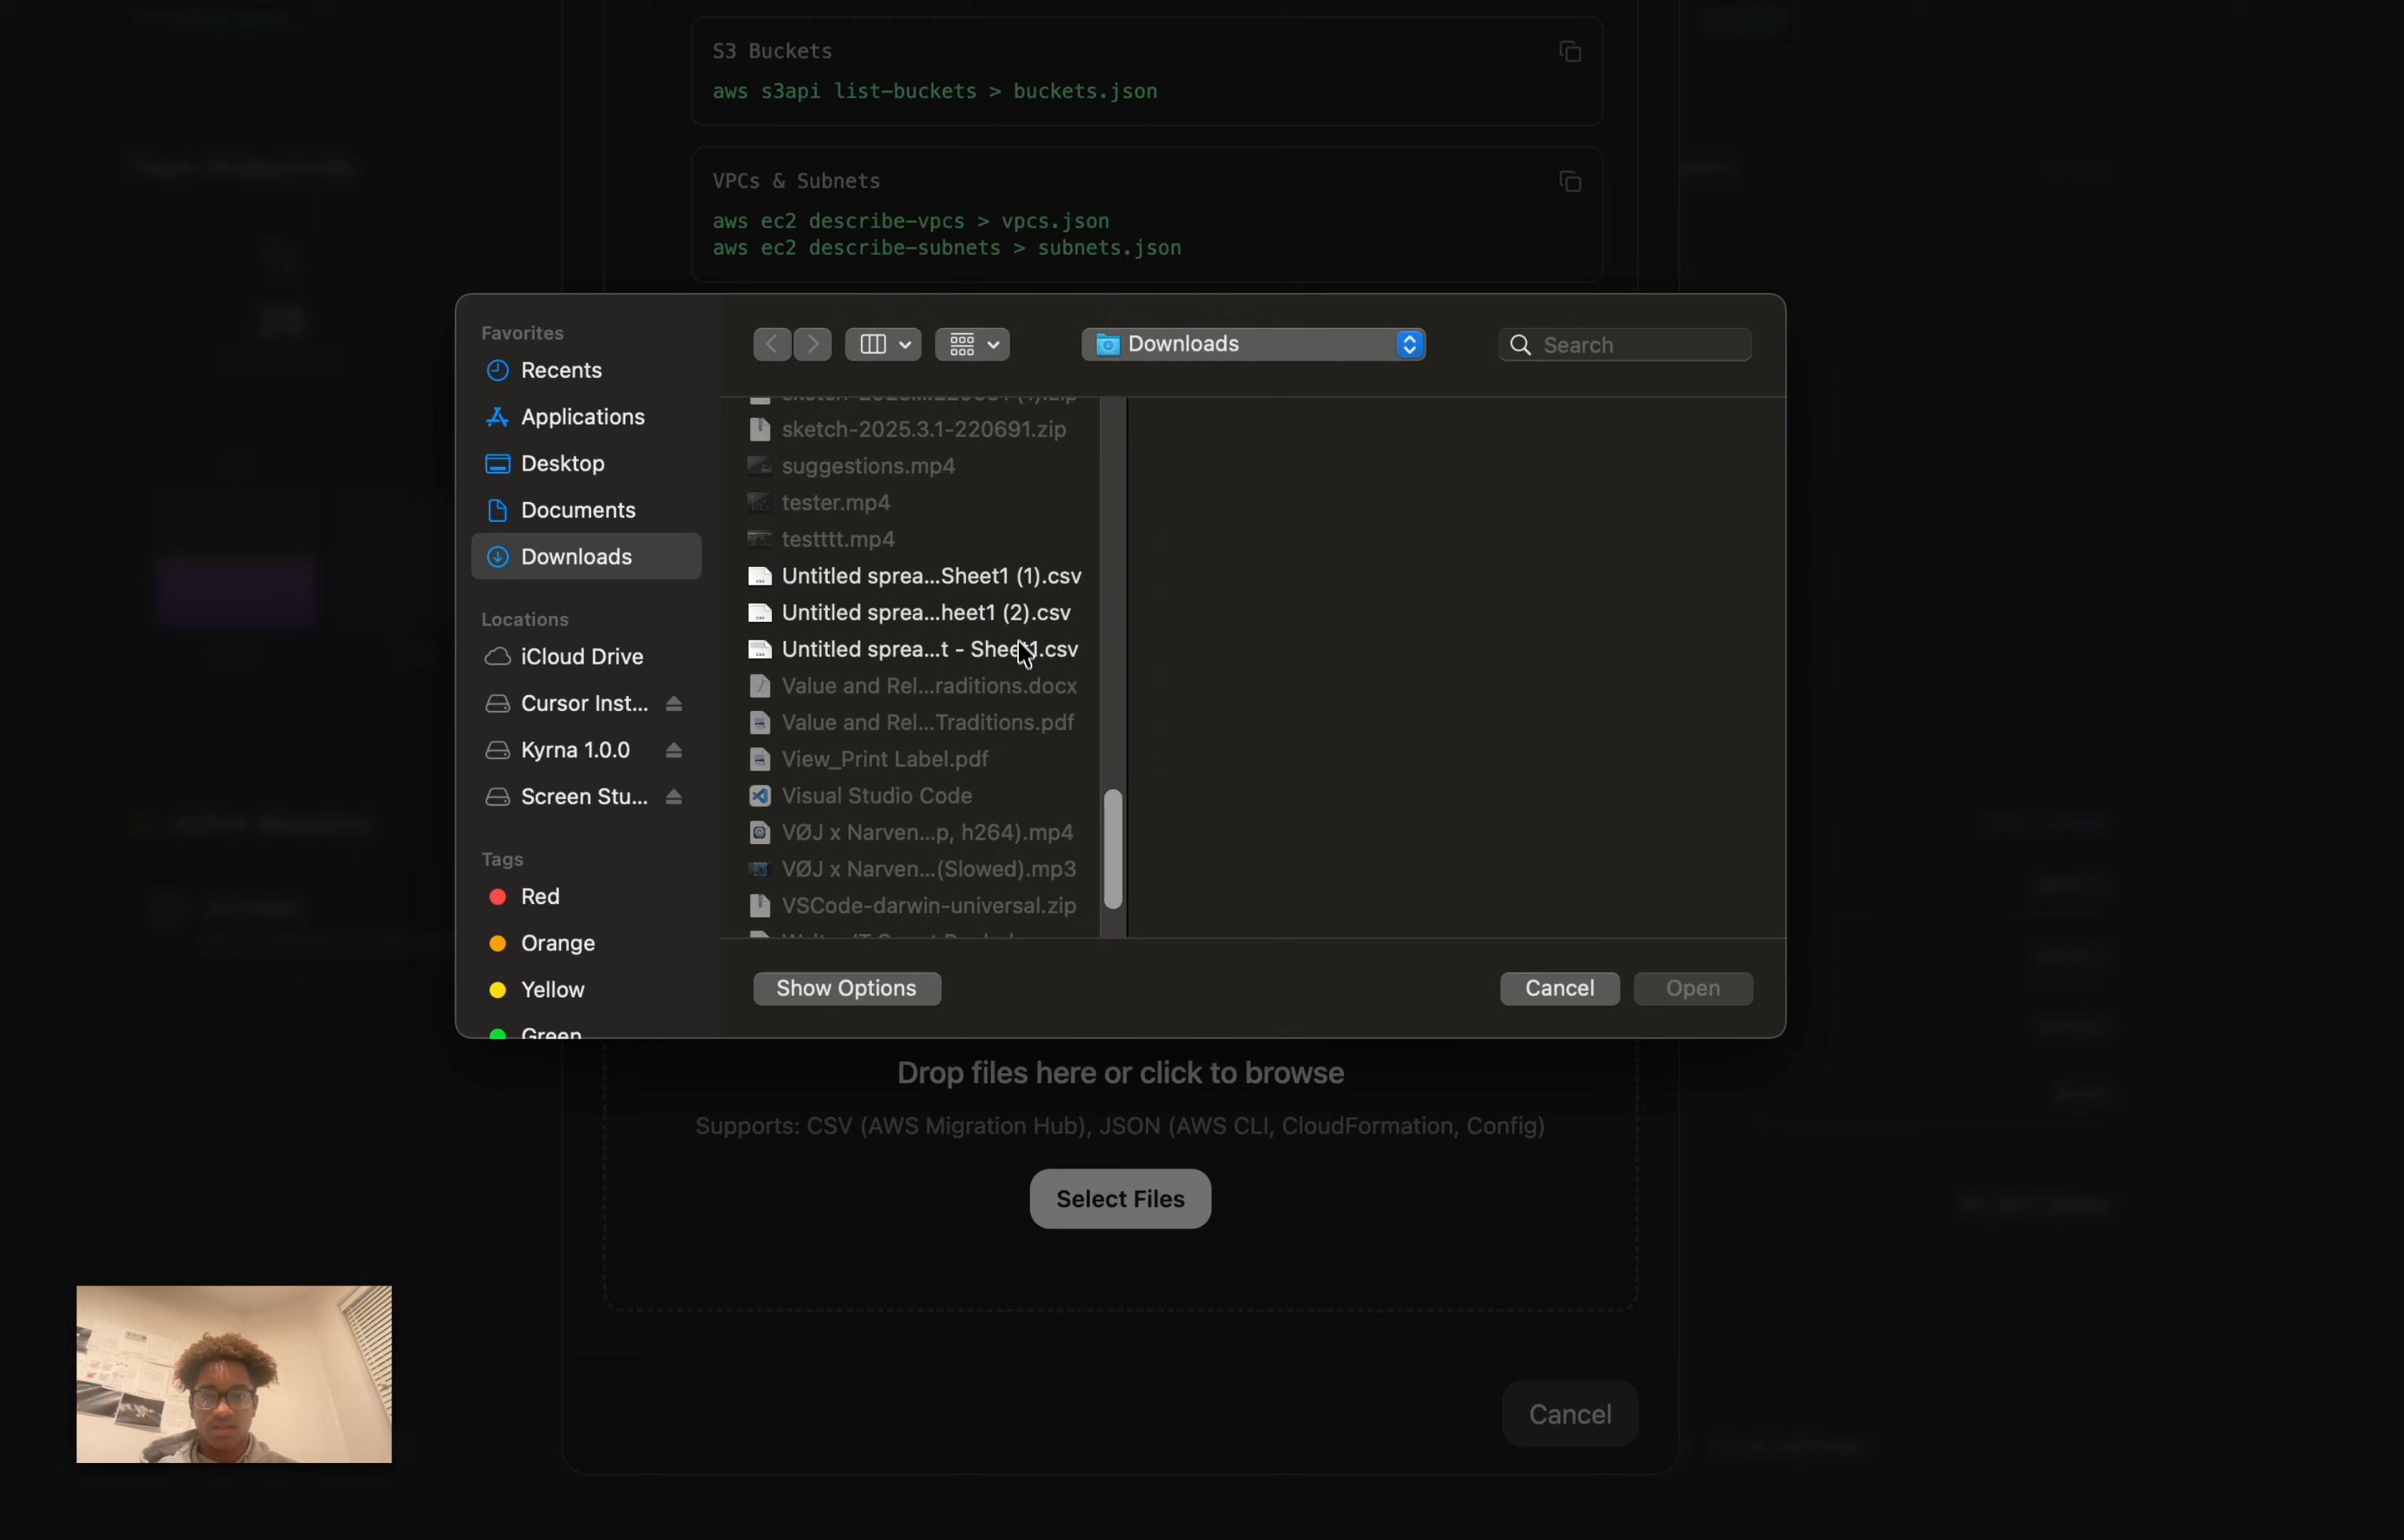 S3 Buckets
aws s3api list-buckets > buckets.json
VPCs & Subnets
aws ec2 describe-vpcs > vpcs.json
aws ec2 describe-subnets > subnets.json
Favorites
Recents
Applications
Desktop
Documents
Downloads
Locations
iCloud Drive
Cursor Inst...
Kyrna 1.0.0
Screen Stu...
Tags
Red
Orange
Yellow
Green
Downloads
Search
sketch-2025.3.1-220691.zip
suggestions.mp4
tester.mp4
testttt.mp4
Untitled sprea...Sheet1 (1).csv
Untitled sprea...heet1 (2).csv
Untitled sprea...t - Sheet1.csv
Value and Rel...raditions.docx
Value and Rel...Traditions.pdf
View_Print Label.pdf
Visual Studio Code
VØJ x Narven...p, h264).mp4
VØJ x Narven...(Slowed).mp3
VSCode-darwin-universal.zip
Show Options
Cancel
Open
Drop files here or click to browse
Supports: CSV (AWS Migration Hub), JSON (AWS CLI, CloudFormation, Config)
Select Files
Cancel